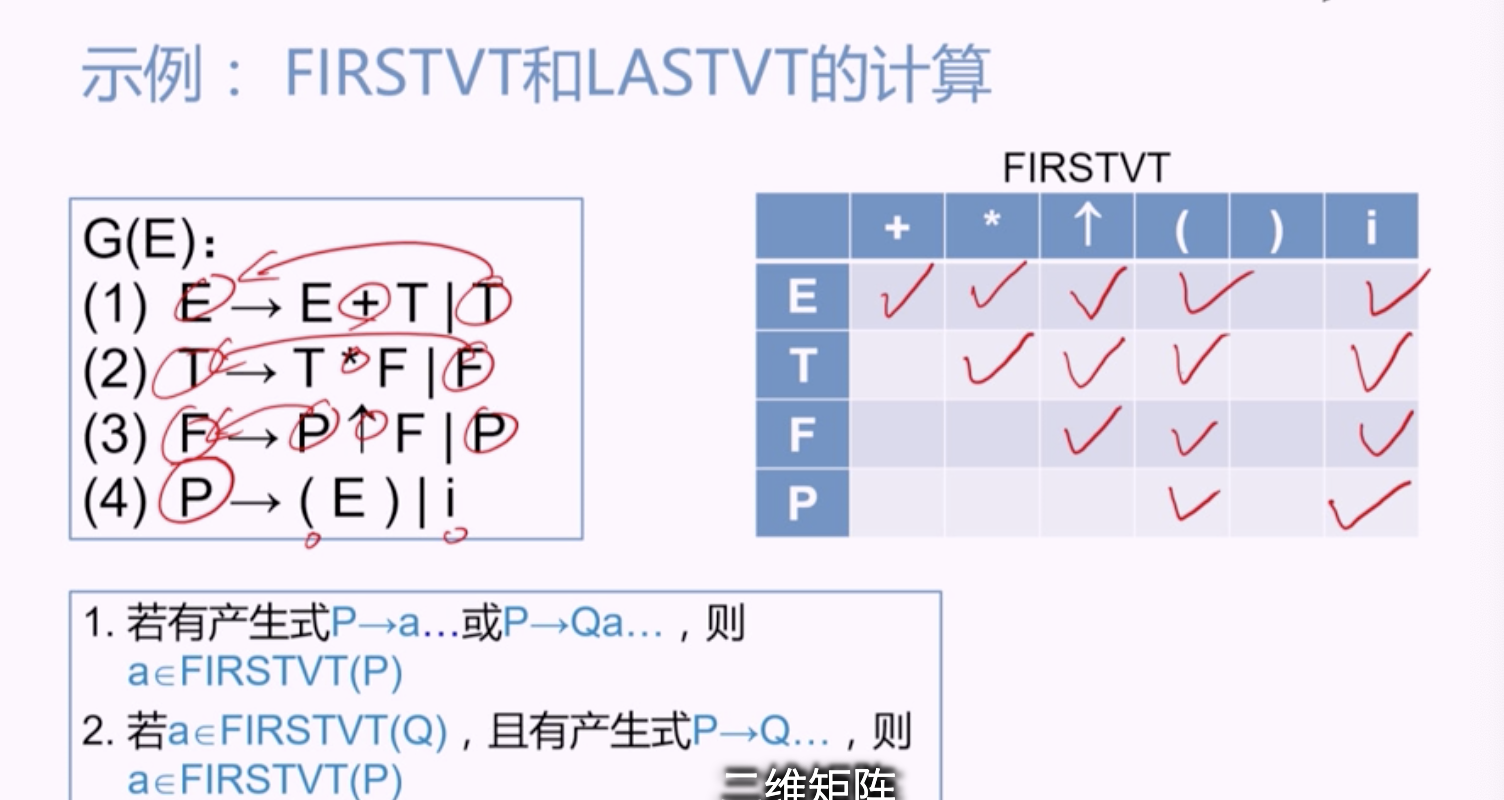 示例： FIRSTVT和LASTVT的计算
FIRSTVT
+ * ↑ ( ) i
E ✓ ✓ ✓ ✓ ✓
T ✓ ✓ ✓ ✓
F ✓ ✓ ✓
P ✓ ✓
G(E)：
(1) E → E + T | T
(2) T → T * F | F
(3) F → P ↑ F | P
(4) P → ( E ) | i
1. 若有产生式P→a…或P→Qa…，则
a∈FIRSTVT(P)
2. 若a∈FIRSTVT(Q)，且有产生式P→Q…，则
a∈FIRSTVT(P)
二维矩阵